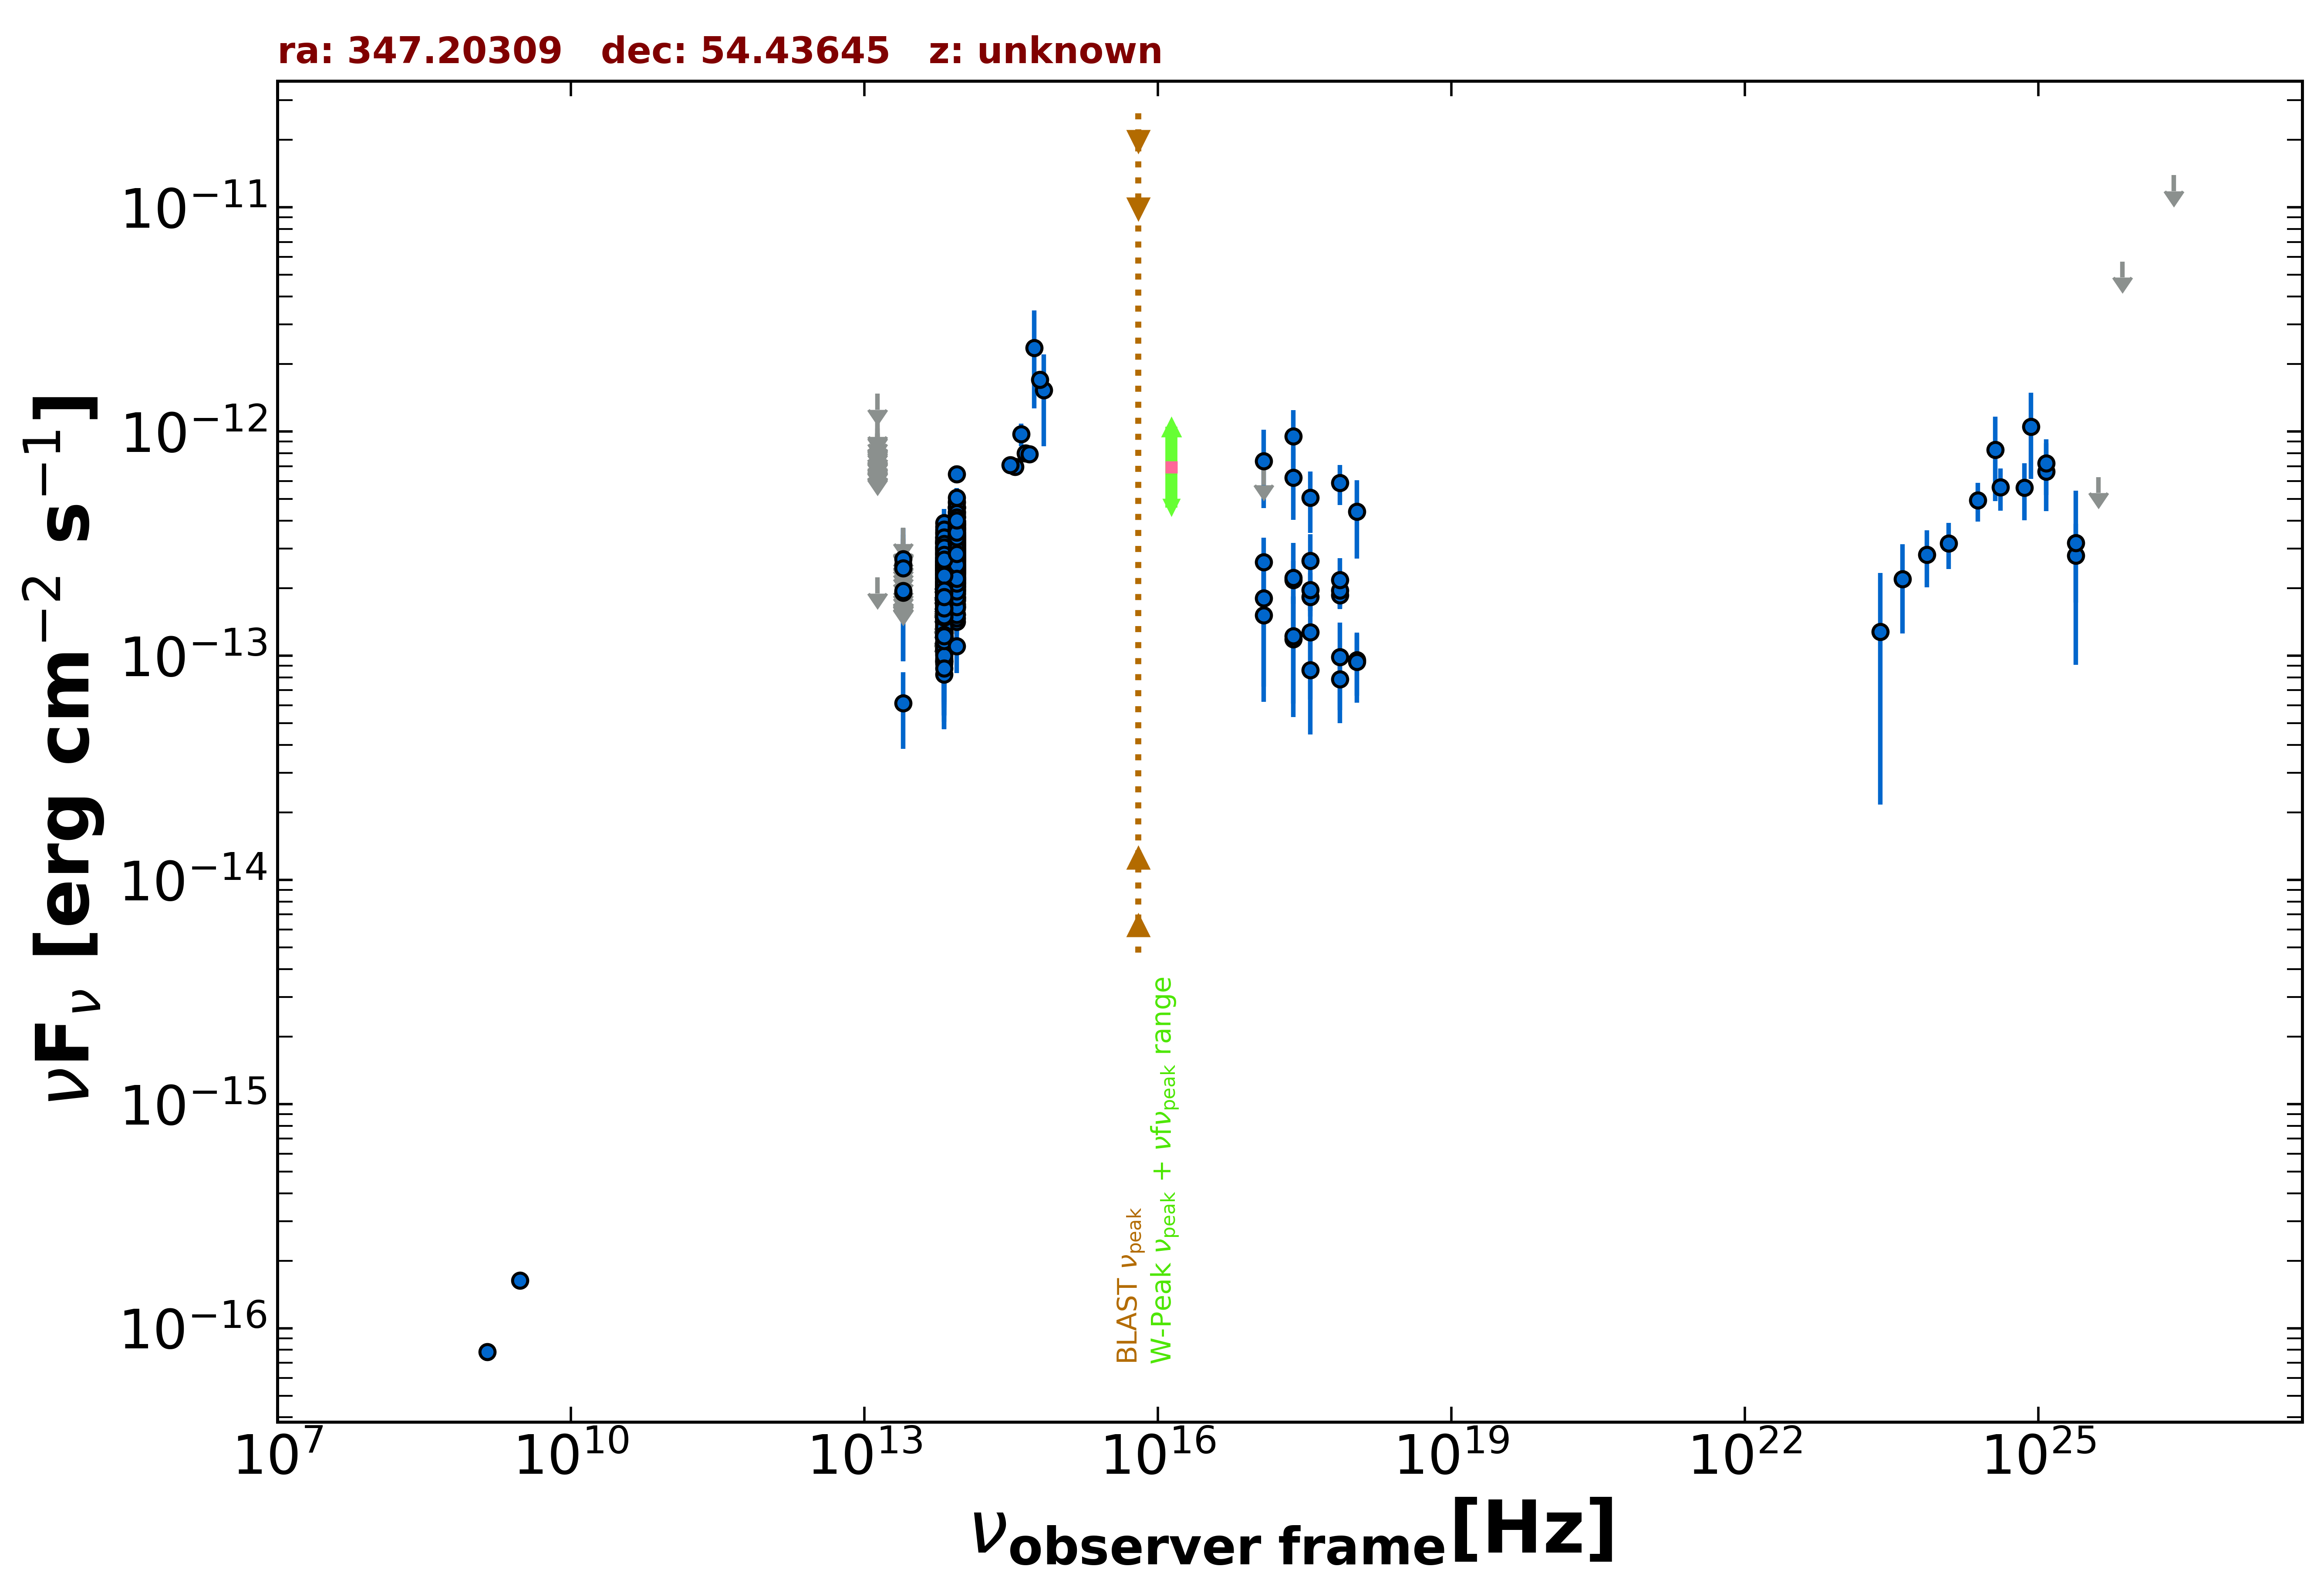 ra: 347.20309   dec: 54.43645   z: unknown
10⁻¹¹
10⁻¹²
10⁻¹³
10⁻¹⁴
10⁻¹⁵
10⁻¹⁶
νFν [erg cm⁻² s⁻¹]
BLAST νpeak
W-Peak νpeak + νfνpeak range
10⁷ 10¹⁰ 10¹³ 10¹⁶ 10¹⁹ 10²² 10²⁵
νobserver frame[Hz]